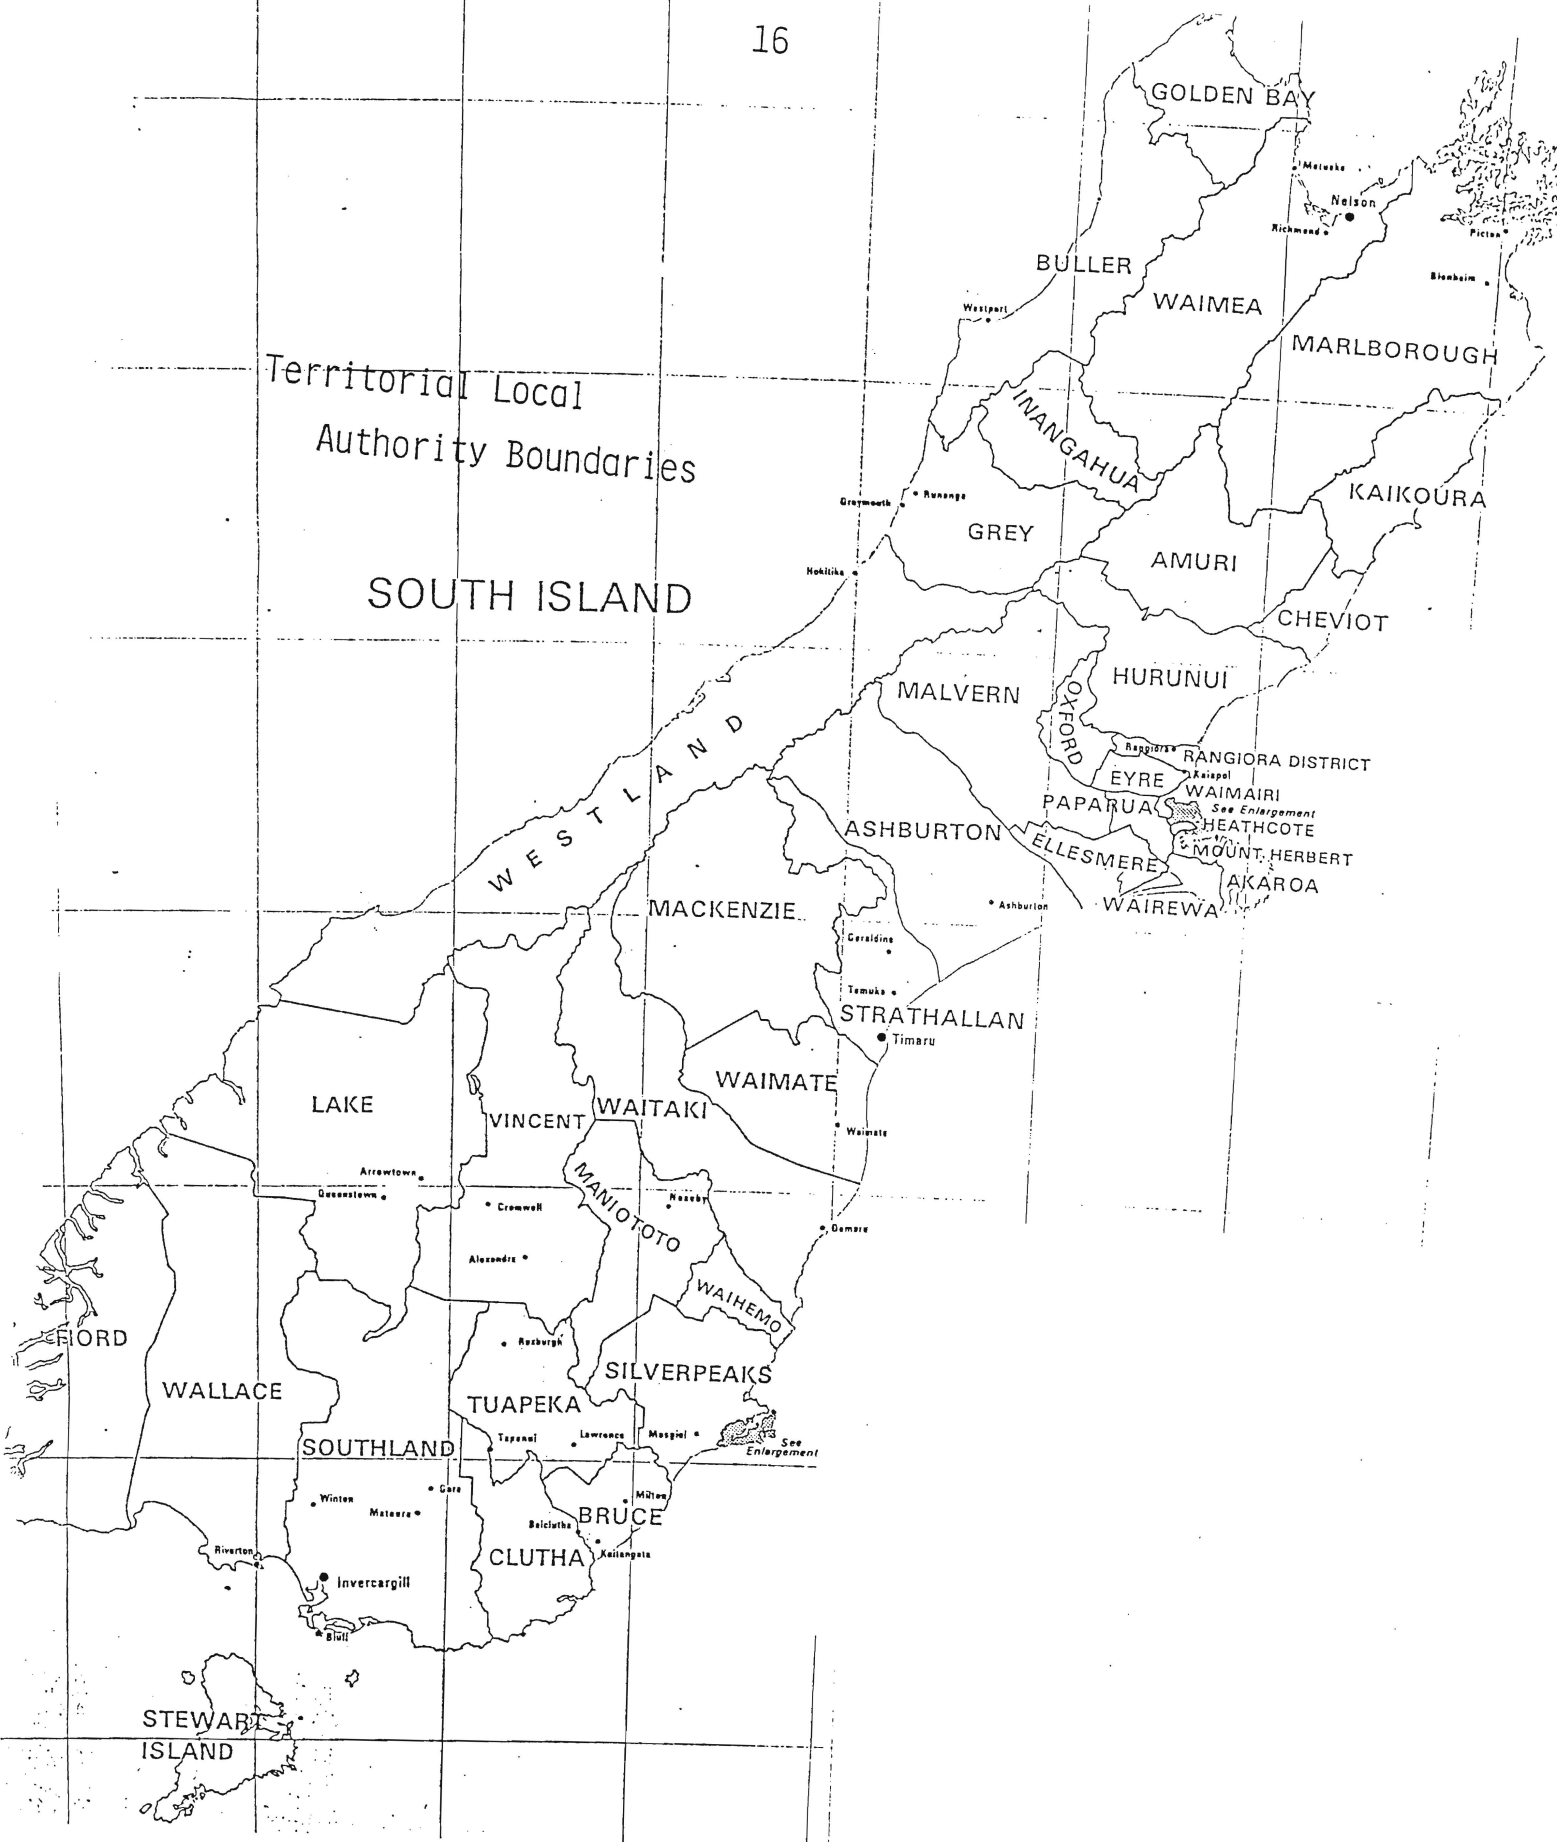 16
GOLDEN BAY
Motueka
Nelson
Richmond
Picton
BULLER
Blenheim
WAIMEA
Westport
MARLBOROUGH
Territorial Local
Authority Boundaries
INANGAHUA
KAIKOURA
Runanga
Greymouth
GREY
AMURI
Hokitika
SOUTH ISLAND
CHEVIOT
HURUNUI
MALVERN
OXFORD
WESTLAND
Rangiora
RANGIORA DISTRICT
EYRE
Kaiapoi
WAIMAIRI
PAPARUA
See Enlargement
ASHBURTON
HEATHCOTE
ELLESMERE
MOUNT HERBERT
AKAROA
MACKENZIE
Ashburton
WAIREWA
Geraldine
Temuka
STRATHALLAN
Timaru
WAIMATE
LAKE
WAITAKI
VINCENT
Waimate
Arrowtown
MANIOTOTO
Queenstown
Naseby
Cromwell
Oamaru
Alexandra
WAIHEMO
FIORD
Roxburgh
SILVERPEAKS
WALLACE
TUAPEKA
Lawrence
Mosgiel
Tapanui
SOUTHLAND
See
Enlargement
Gore
Milton
Winton
Mataura
BRUCE
Balclutha
Riverton
CLUTHA
Kaitangata
Invercargill
Bluff
STEWART
ISLAND